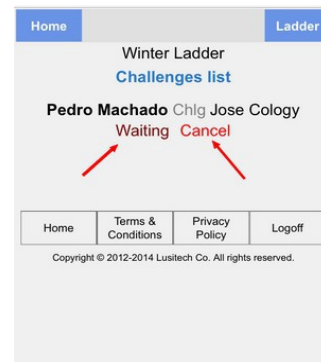 Home Ladder
Winter Ladder
Challenges list
Pedro Machado Chlg Jose Cology
Waiting Cancel
Home Terms & Conditions Privacy Policy Logoff
Copyright © 2012-2014 Lusitech Co. All rights reserved.